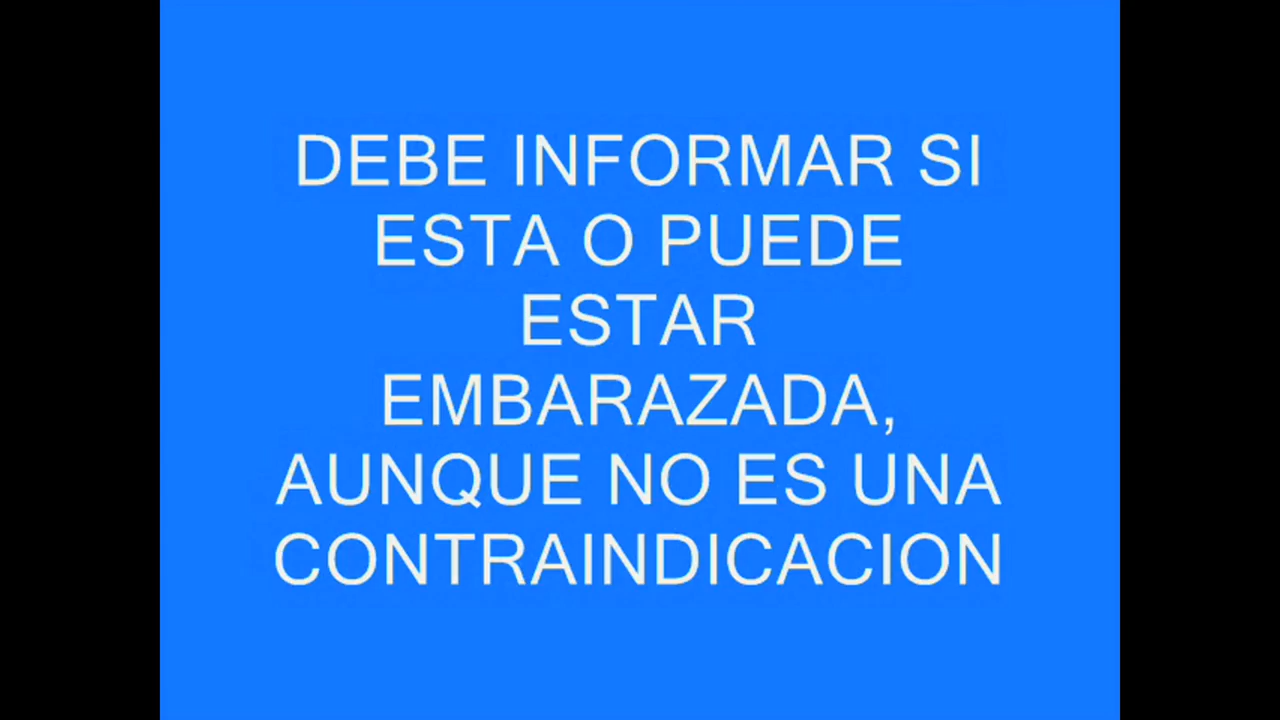 DEBE INFORMAR SI
ESTA O PUEDE
ESTAR
EMBARAZADA,
AUNQUE NO ES UNA
CONTRAINDICACION